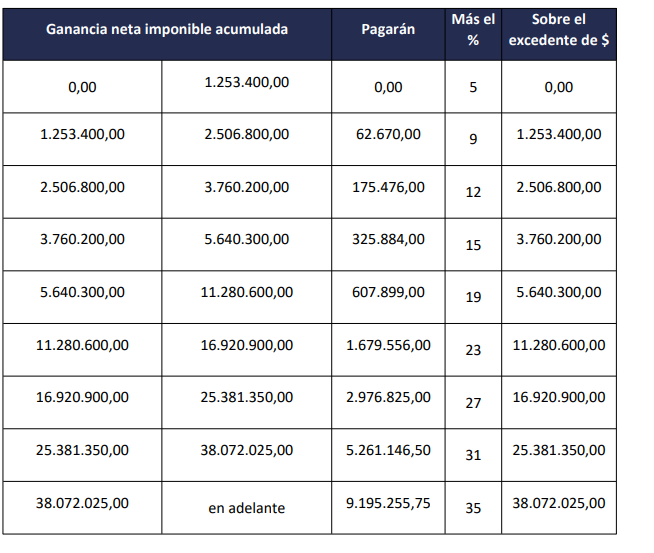 Ganancia neta imponible acumulada Pagarán Más el % Sobre el excedente de $
0,00 1.253.400,00 0,00 5 0,00
1.253.400,00 2.506.800,00 62.670,00 9 1.253.400,00
2.506.800,00 3.760.200,00 175.476,00 12 2.506.800,00
3.760.200,00 5.640.300,00 325.884,00 15 3.760.200,00
5.640.300,00 11.280.600,00 607.899,00 19 5.640.300,00
11.280.600,00 16.920.900,00 1.679.556,00 23 11.280.600,00
16.920.900,00 25.381.350,00 2.976.825,00 27 16.920.900,00
25.381.350,00 38.072.025,00 5.261.146,50 31 25.381.350,00
38.072.025,00 en adelante 9.195.255,75 35 38.072.025,00